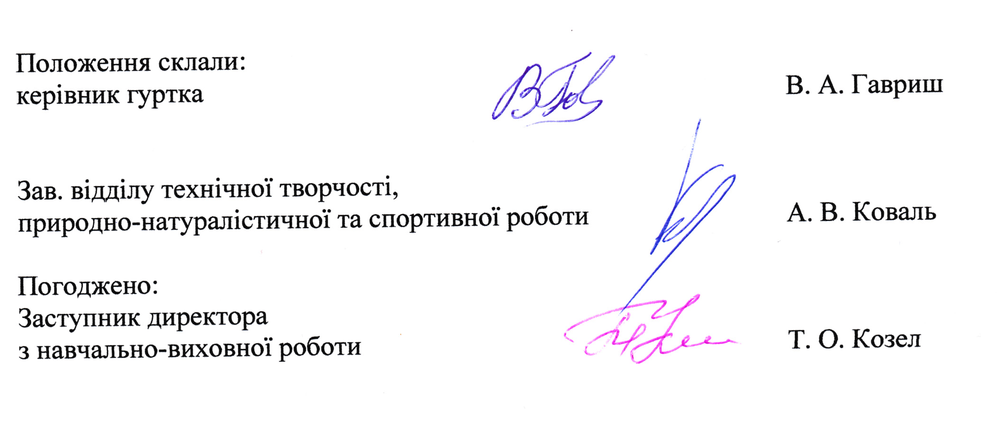 Положення склали:
керівник гуртка В. А. Гавриш
Зав. відділу технічної творчості,
природно-натуралістичної та спортивної роботи А. В. Коваль
Погоджено:
Заступник директора
з навчально-виховної роботи Т. О. Козел